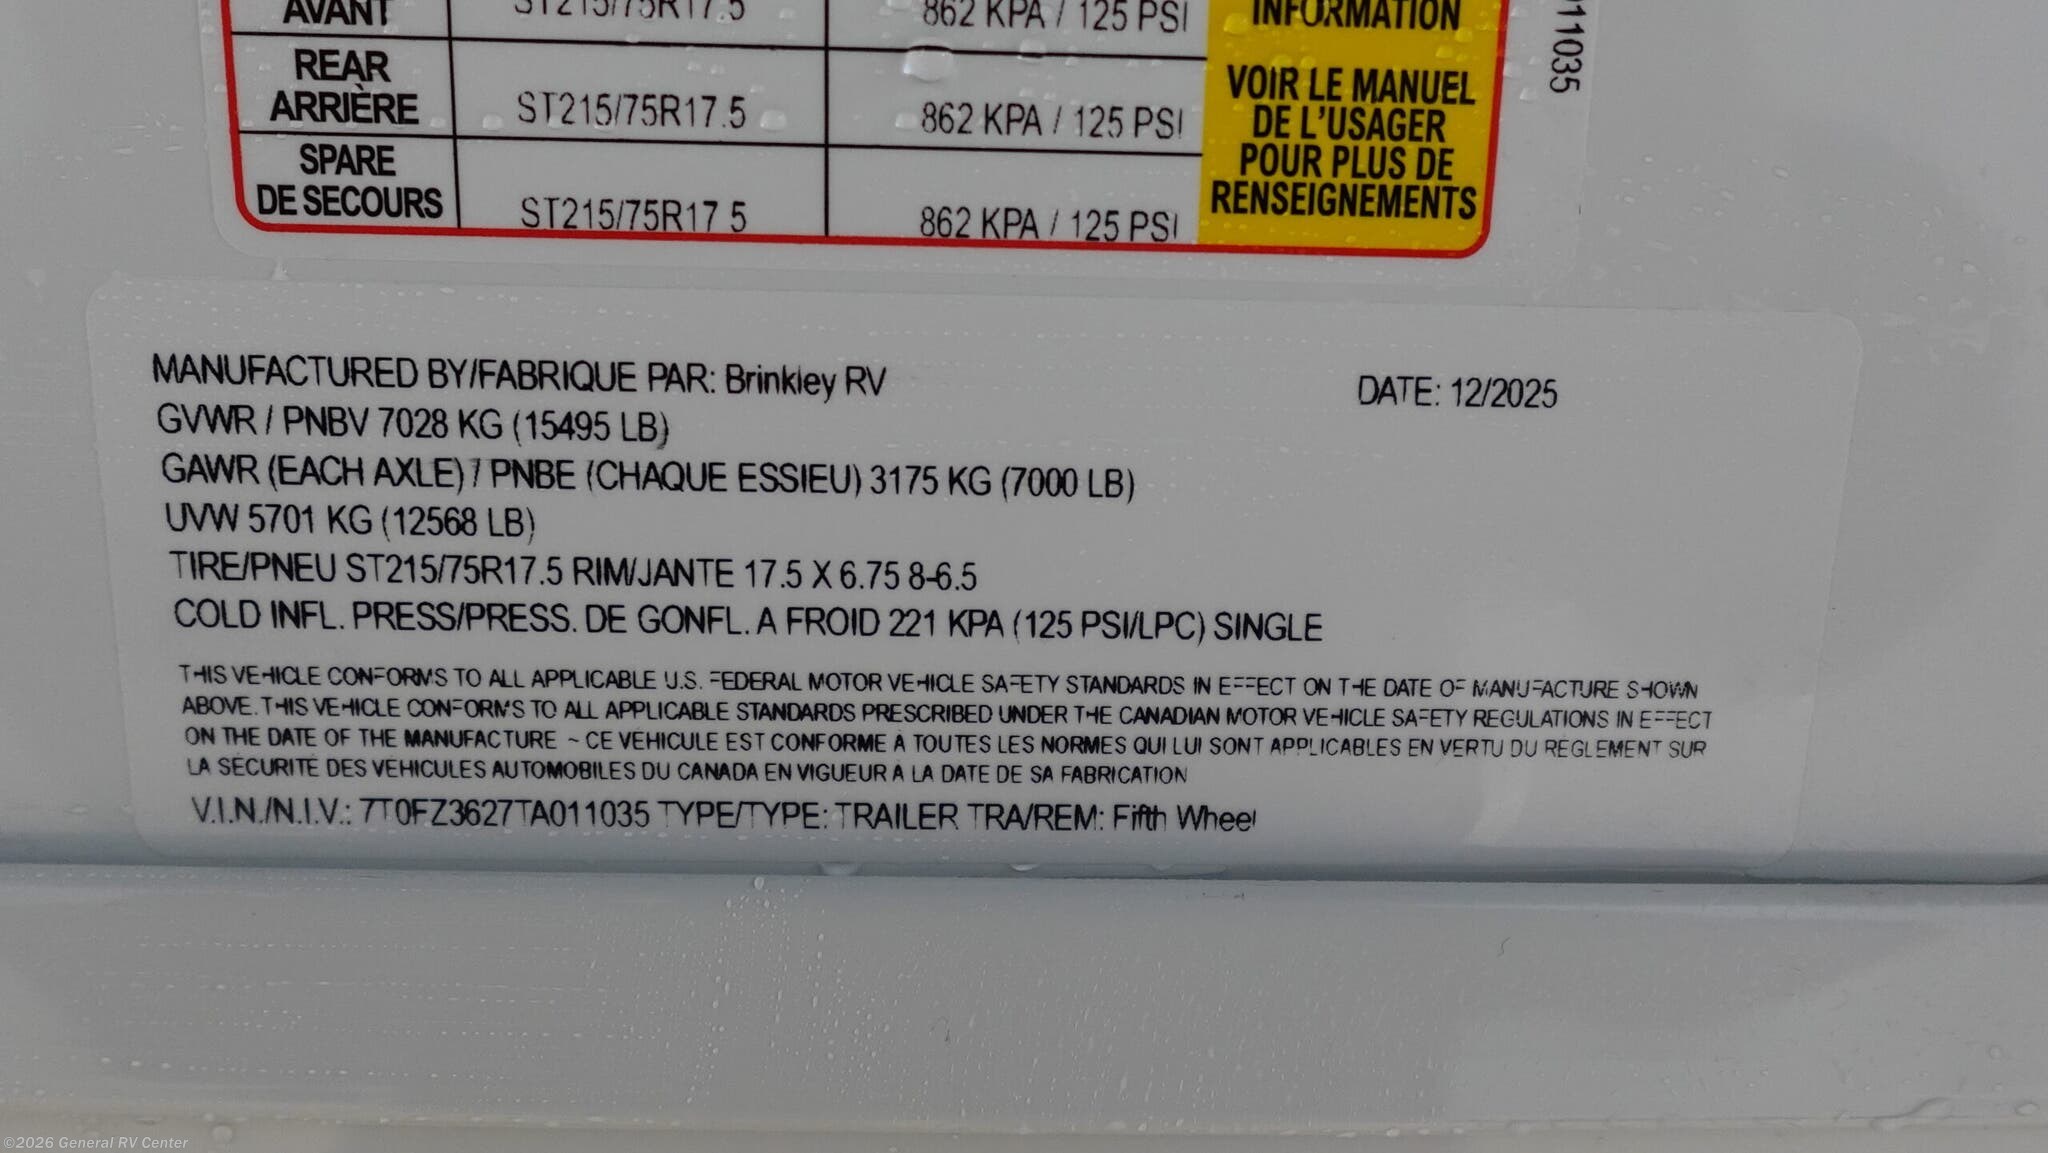 AVANT ST215/75R17.5 862 KPA / 125 PSI INFORMATION
REAR
ARRIÈRE ST215/75R17.5 862 KPA / 125 PSI
SPARE
DE SECOURS ST215/75R17 5 862 KPA / 125 PSI
VOIR LE MANUEL
DE L'USAGER
POUR PLUS DE
RENSEIGNEMENTS
011035
MANUFACTURED BY/FABRIQUE PAR: Brinkley RV DATE: 12/2025
GVWR / PNBV 7028 KG (15495 LB)
GAWR (EACH AXLE) / PNBE (CHAQUE ESSIEU) 3175 KG (7000 LB)
UVW 5701 KG (12568 LB)
TIRE/PNEU ST215/75R17.5 RIM/JANTE 17.5 X 6.75 8-6.5
COLD INFL. PRESS/PRESS. DE GONFL. A FROID 221 KPA (125 PSI/LPC) SINGLE
THIS VEHICLE CONFORMS TO ALL APPLICABLE U.S. FEDERAL MOTOR VEHICLE SAFETY STANDARDS IN EFFECT ON THE DATE OF MANUFACTURE SHOWN
ABOVE. THIS VEHICLE CONFORMS TO ALL APPLICABLE STANDARDS PRESCRIBED UNDER THE CANADIAN MOTOR VEHICLE SAFETY REGULATIONS IN EFFECT
ON THE DATE OF THE MANUFACTURE ~ CE VÉHICULE EST CONFORME À TOUTES LES NORMES QUI LUI SONT APPLICABLES EN VERTU DU RÈGLEMENT SUR
LA SÉCURITÉ DES VÉHICULES AUTOMOBILES DU CANADA EN VIGUEUR À LA DATE DE SA FABRICATION
V.I.N./N.I.V.: 7T0FZ3627TA011035 TYPE/TYPE: TRAILER TRA/REM: Fifth Wheel
©2026 General RV Center